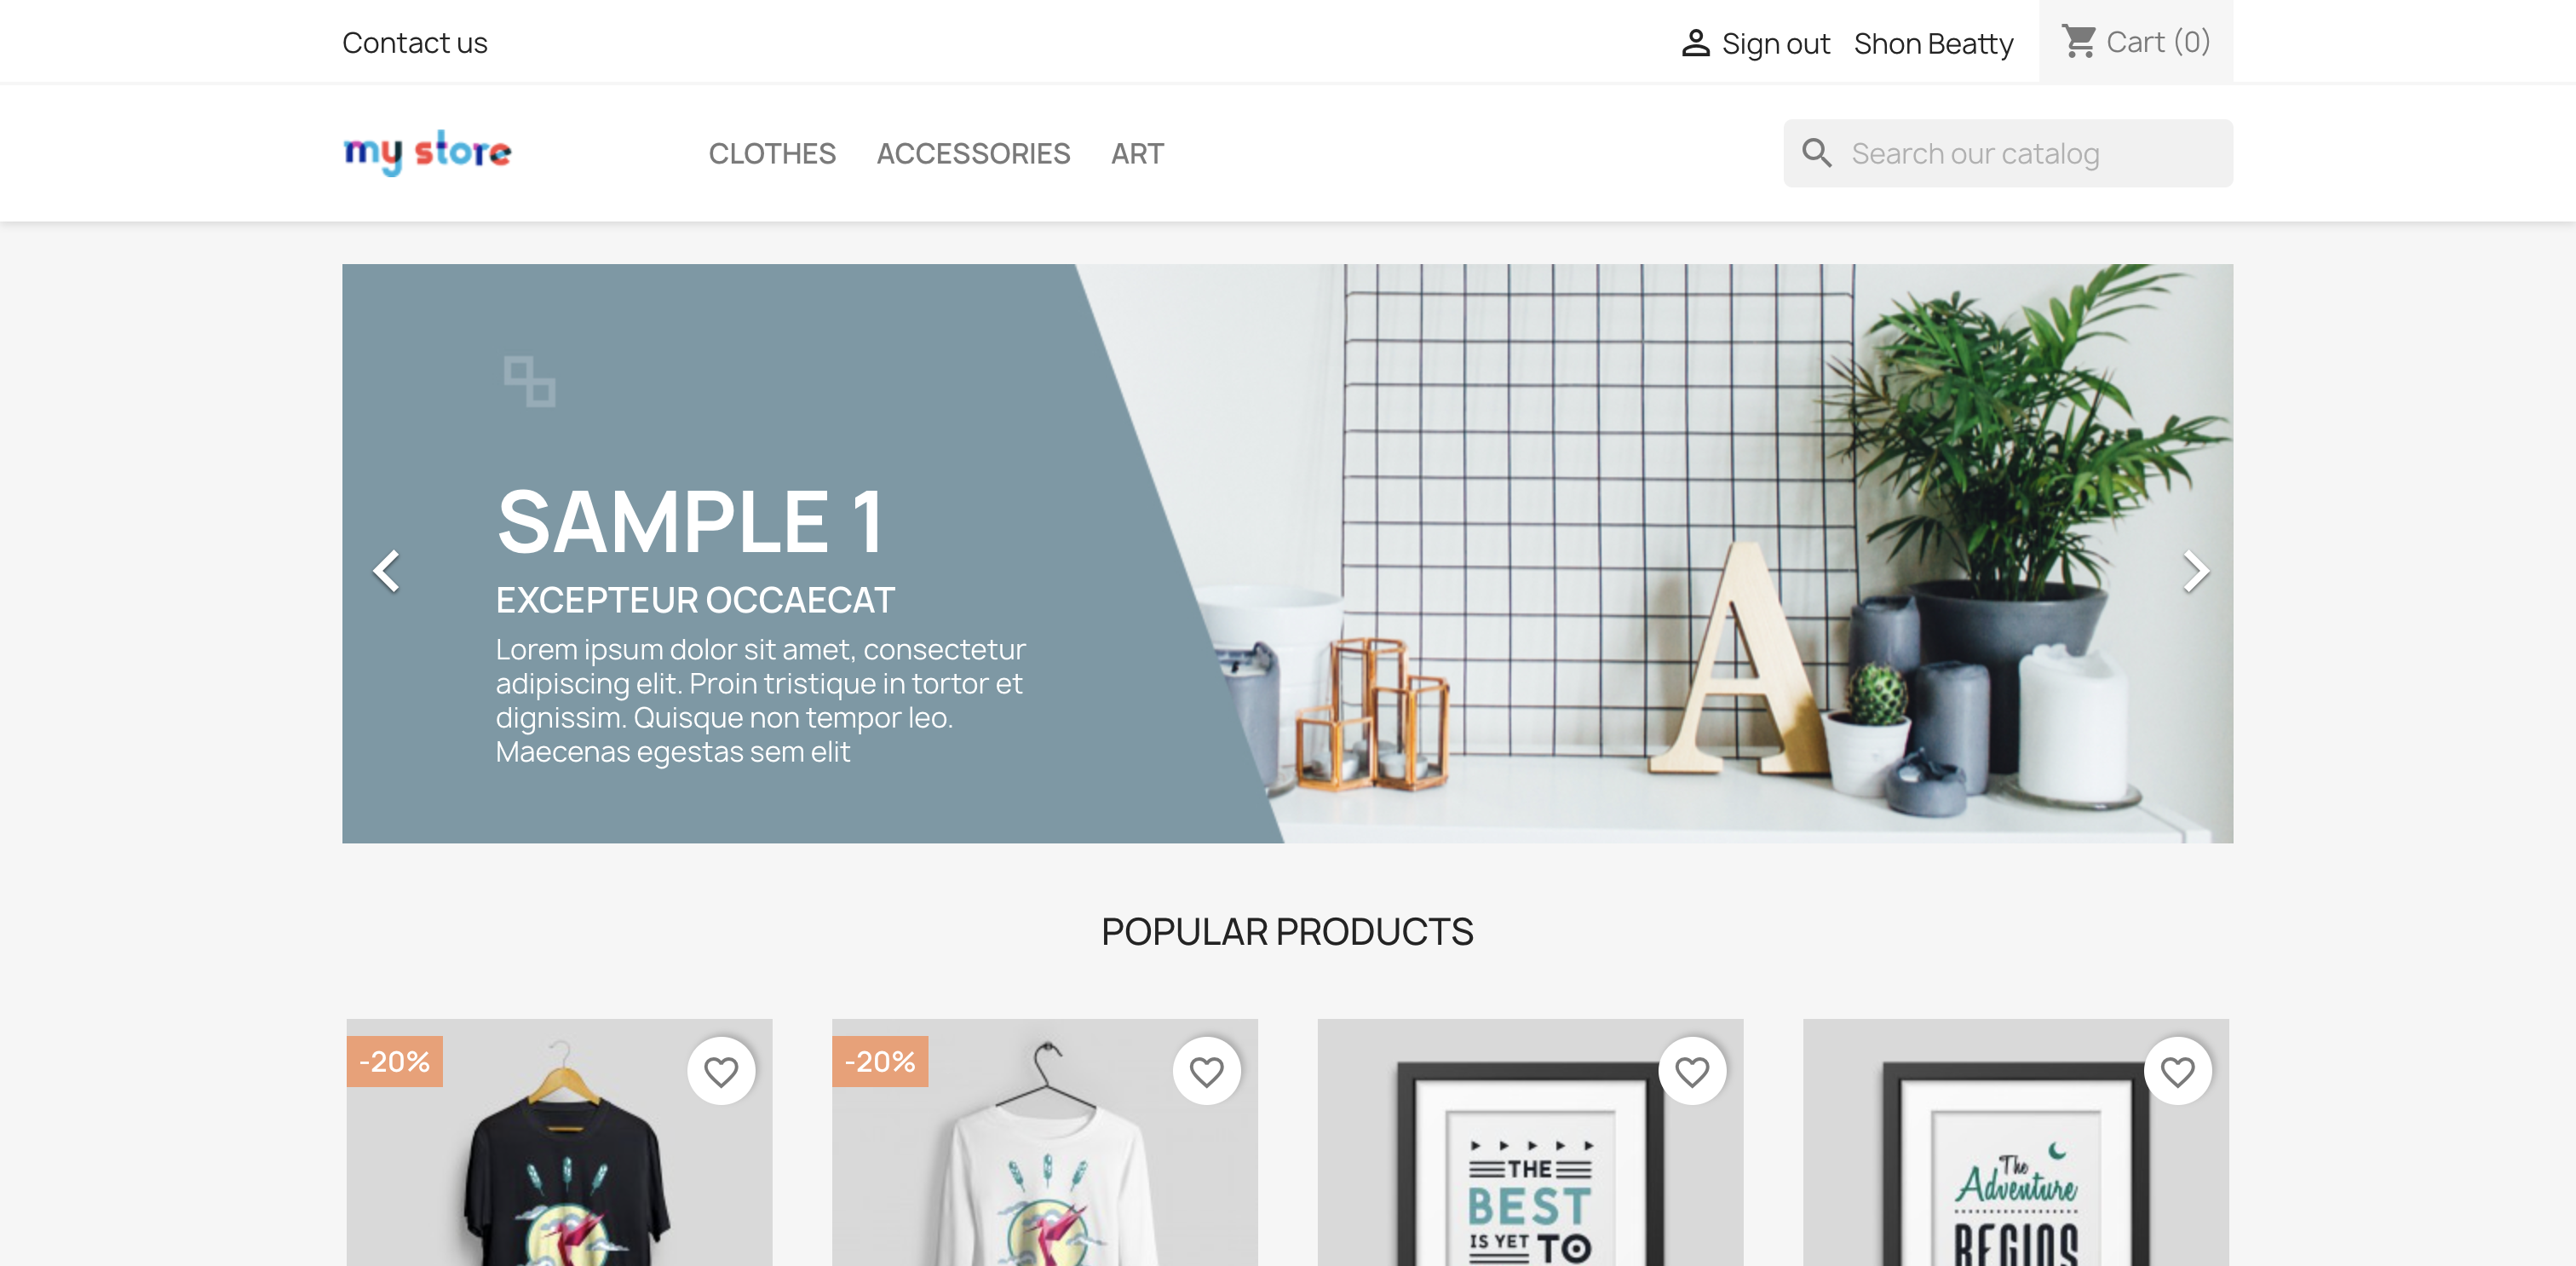 Contact us
Sign out Shon Beatty Cart (0)
my store
CLOTHES ACCESSORIES ART
Search our catalog
SAMPLE 1
EXCEPTEUR OCCAECAT
Lorem ipsum dolor sit amet, consectetur
adipiscing elit. Proin tristique in tortor et
dignissim. Quisque non tempor leo.
Maecenas egestas sem elit
A
POPULAR PRODUCTS
-20%
-20%
THE
BEST
IS YET TO
The
Adventure
BEGINS